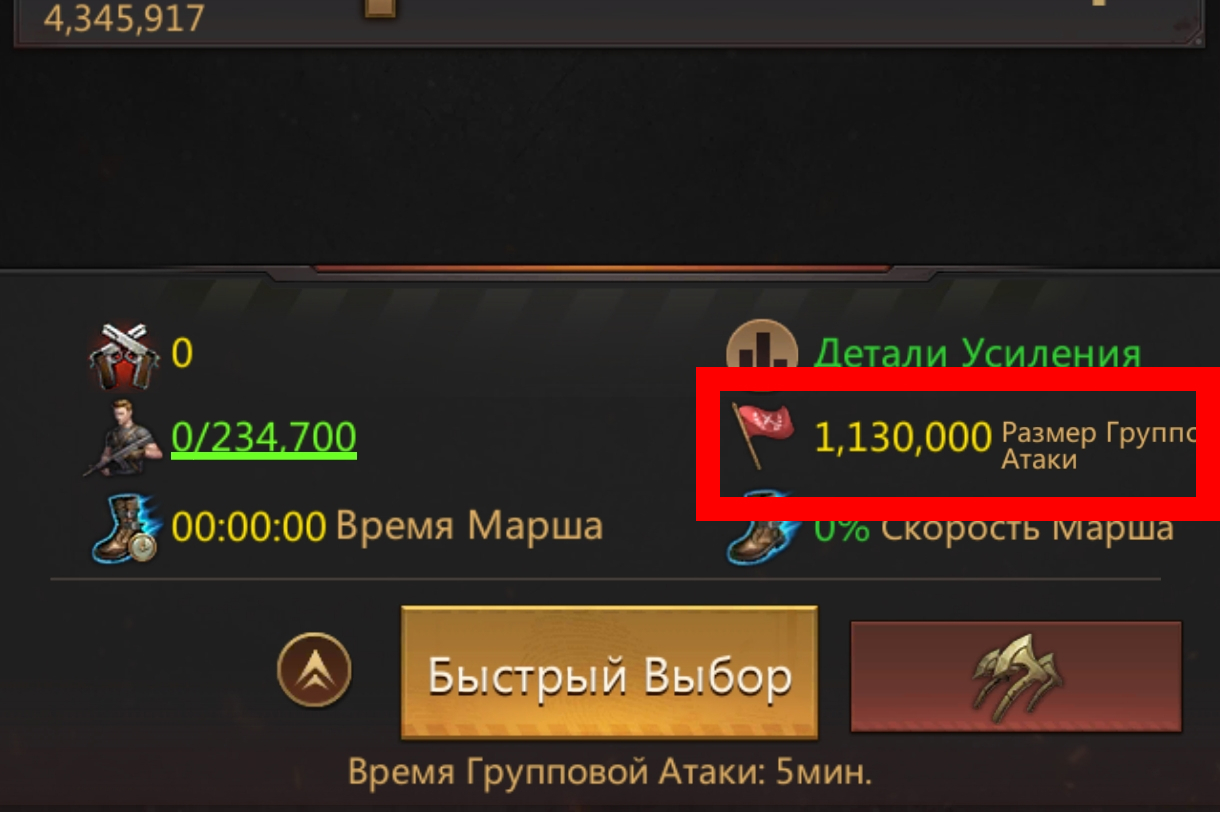 4,345,917
0
Детали Усиления
0/234,700
1,130,000 Размер Группо
Атаки
00:00:00 Время Марша
0% Скорость Марша
Быстрый Выбор
Время Групповой Атаки: 5мин.